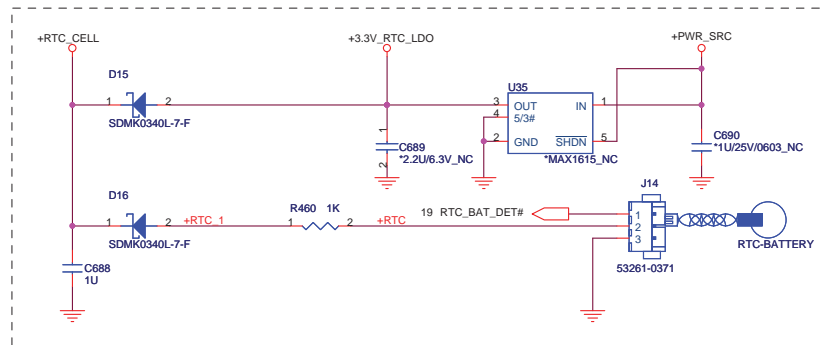 +RTC_CELL
+3.3V_RTC_LDO
+PWR_SRC
D15
1 2
SDMK0340L-7-F
U35
3 OUT IN 1
4 5/3#
2 GND SHDN 5
*MAX1615_NC
1
C689
*2.2U/6.3V_NC
2
C690
*1U/25V/0603_NC
J14
D16
1 2
SDMK0340L-7-F
+RTC_1
R460 1K
1 2
+RTC
19 RTC_BAT_DET#
1
2
3
53261-0371
RTC-BATTERY
C688
1U